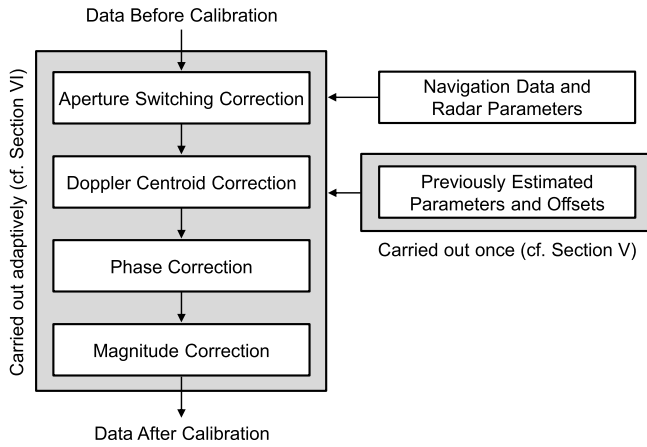 Data Before Calibration
Carried out adaptively (cf. Section VI)
Aperture Switching Correction
Navigation Data and
Radar Parameters
Doppler Centroid Correction
Previously Estimated
Parameters and Offsets
Carried out once (cf. Section V)
Phase Correction
Magnitude Correction
Data After Calibration